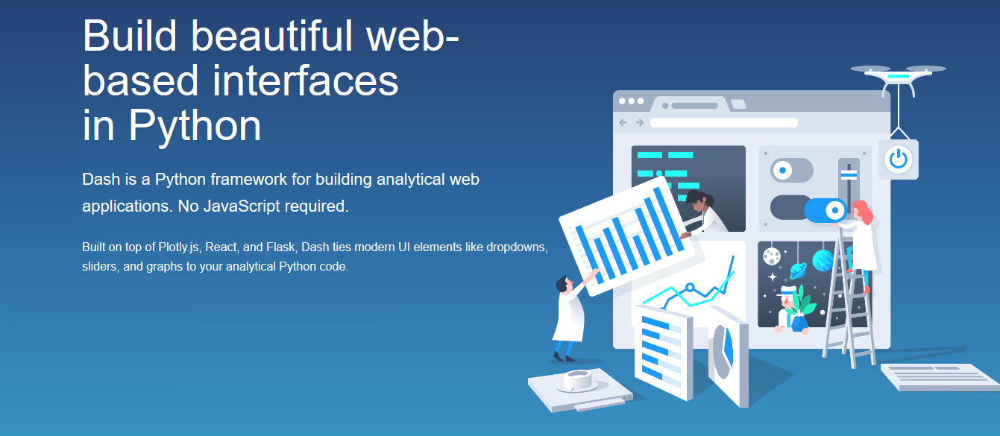 Build beautiful web-
based interfaces
in Python
Dash is a Python framework for building analytical web
applications. No JavaScript required.
Built on top of Plotly.js, React, and Flask, Dash ties modern UI elements like dropdowns,
sliders, and graphs to your analytical Python code.